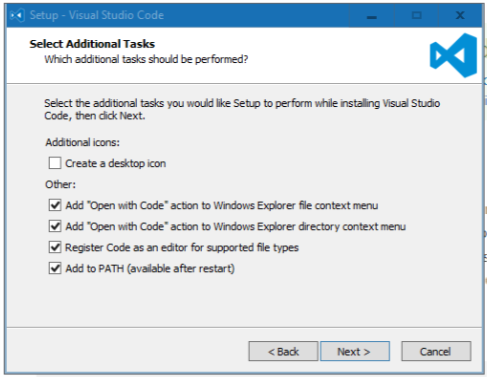 Setup - Visual Studio Code
Select Additional Tasks
Which additional tasks should be performed?
Select the additional tasks you would like Setup to perform while installing Visual Studio
Code, then click Next.
Additional icons:
Create a desktop icon
Other:
Add "Open with Code" action to Windows Explorer file context menu
Add "Open with Code" action to Windows Explorer directory context menu
Register Code as an editor for supported file types
Add to PATH (available after restart)
< Back Next > Cancel